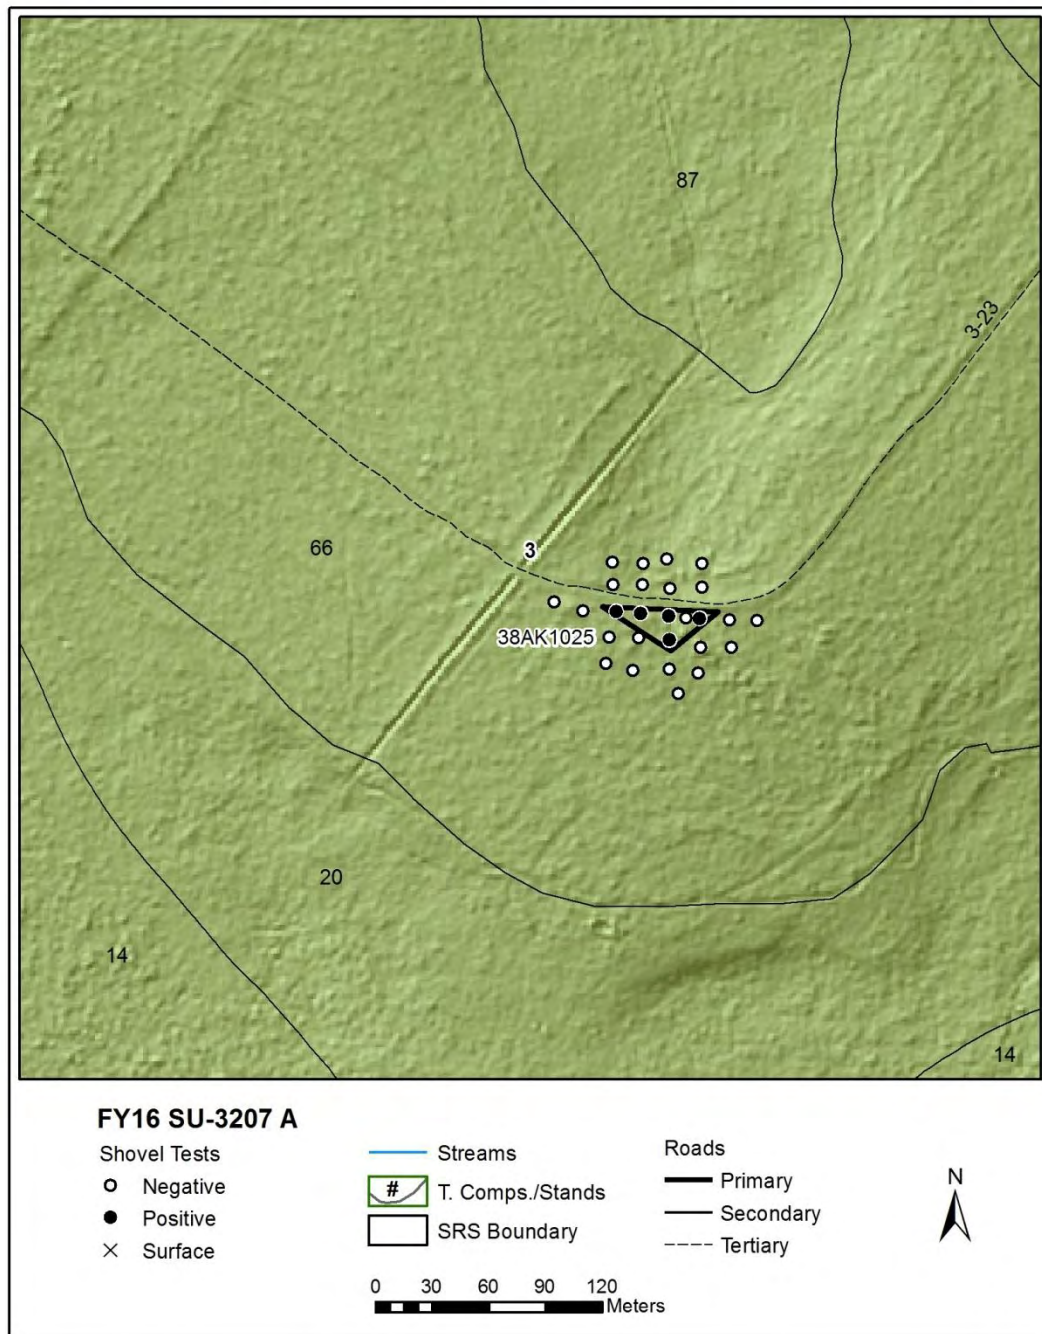 87
3-23
66
3
38AK1025
20
14
14
FY16 SU-3207 A
Shovel Tests
Negative
Positive
Surface
Streams
#
T. Comps./Stands
SRS Boundary
Roads
Primary
Secondary
Tertiary
N
0 30 60 90 120
Meters